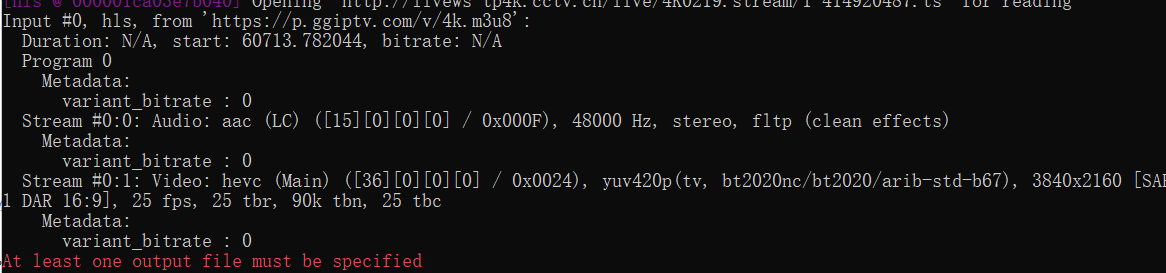 [hls @ 000001ca03e7b040] Opening 'http://livews-tp4k.cctv.cn/live/4K0219.stream/1-414920487.ts' for reading
Input #0, hls, from 'https://p.ggiptv.com/v/4k.m3u8':
Duration: N/A, start: 60713.782044, bitrate: N/A
Program 0
Metadata:
variant_bitrate : 0
Stream #0:0: Audio: aac (LC) ([15][0][0][0] / 0x000F), 48000 Hz, stereo, fltp (clean effects)
Metadata:
variant_bitrate : 0
Stream #0:1: Video: hevc (Main) ([36][0][0][0] / 0x0024), yuv420p(tv, bt2020nc/bt2020/arib-std-b67), 3840x2160 [SAR
1 DAR 16:9], 25 fps, 25 tbr, 90k tbn, 25 tbc
Metadata:
variant_bitrate : 0
At least one output file must be specified